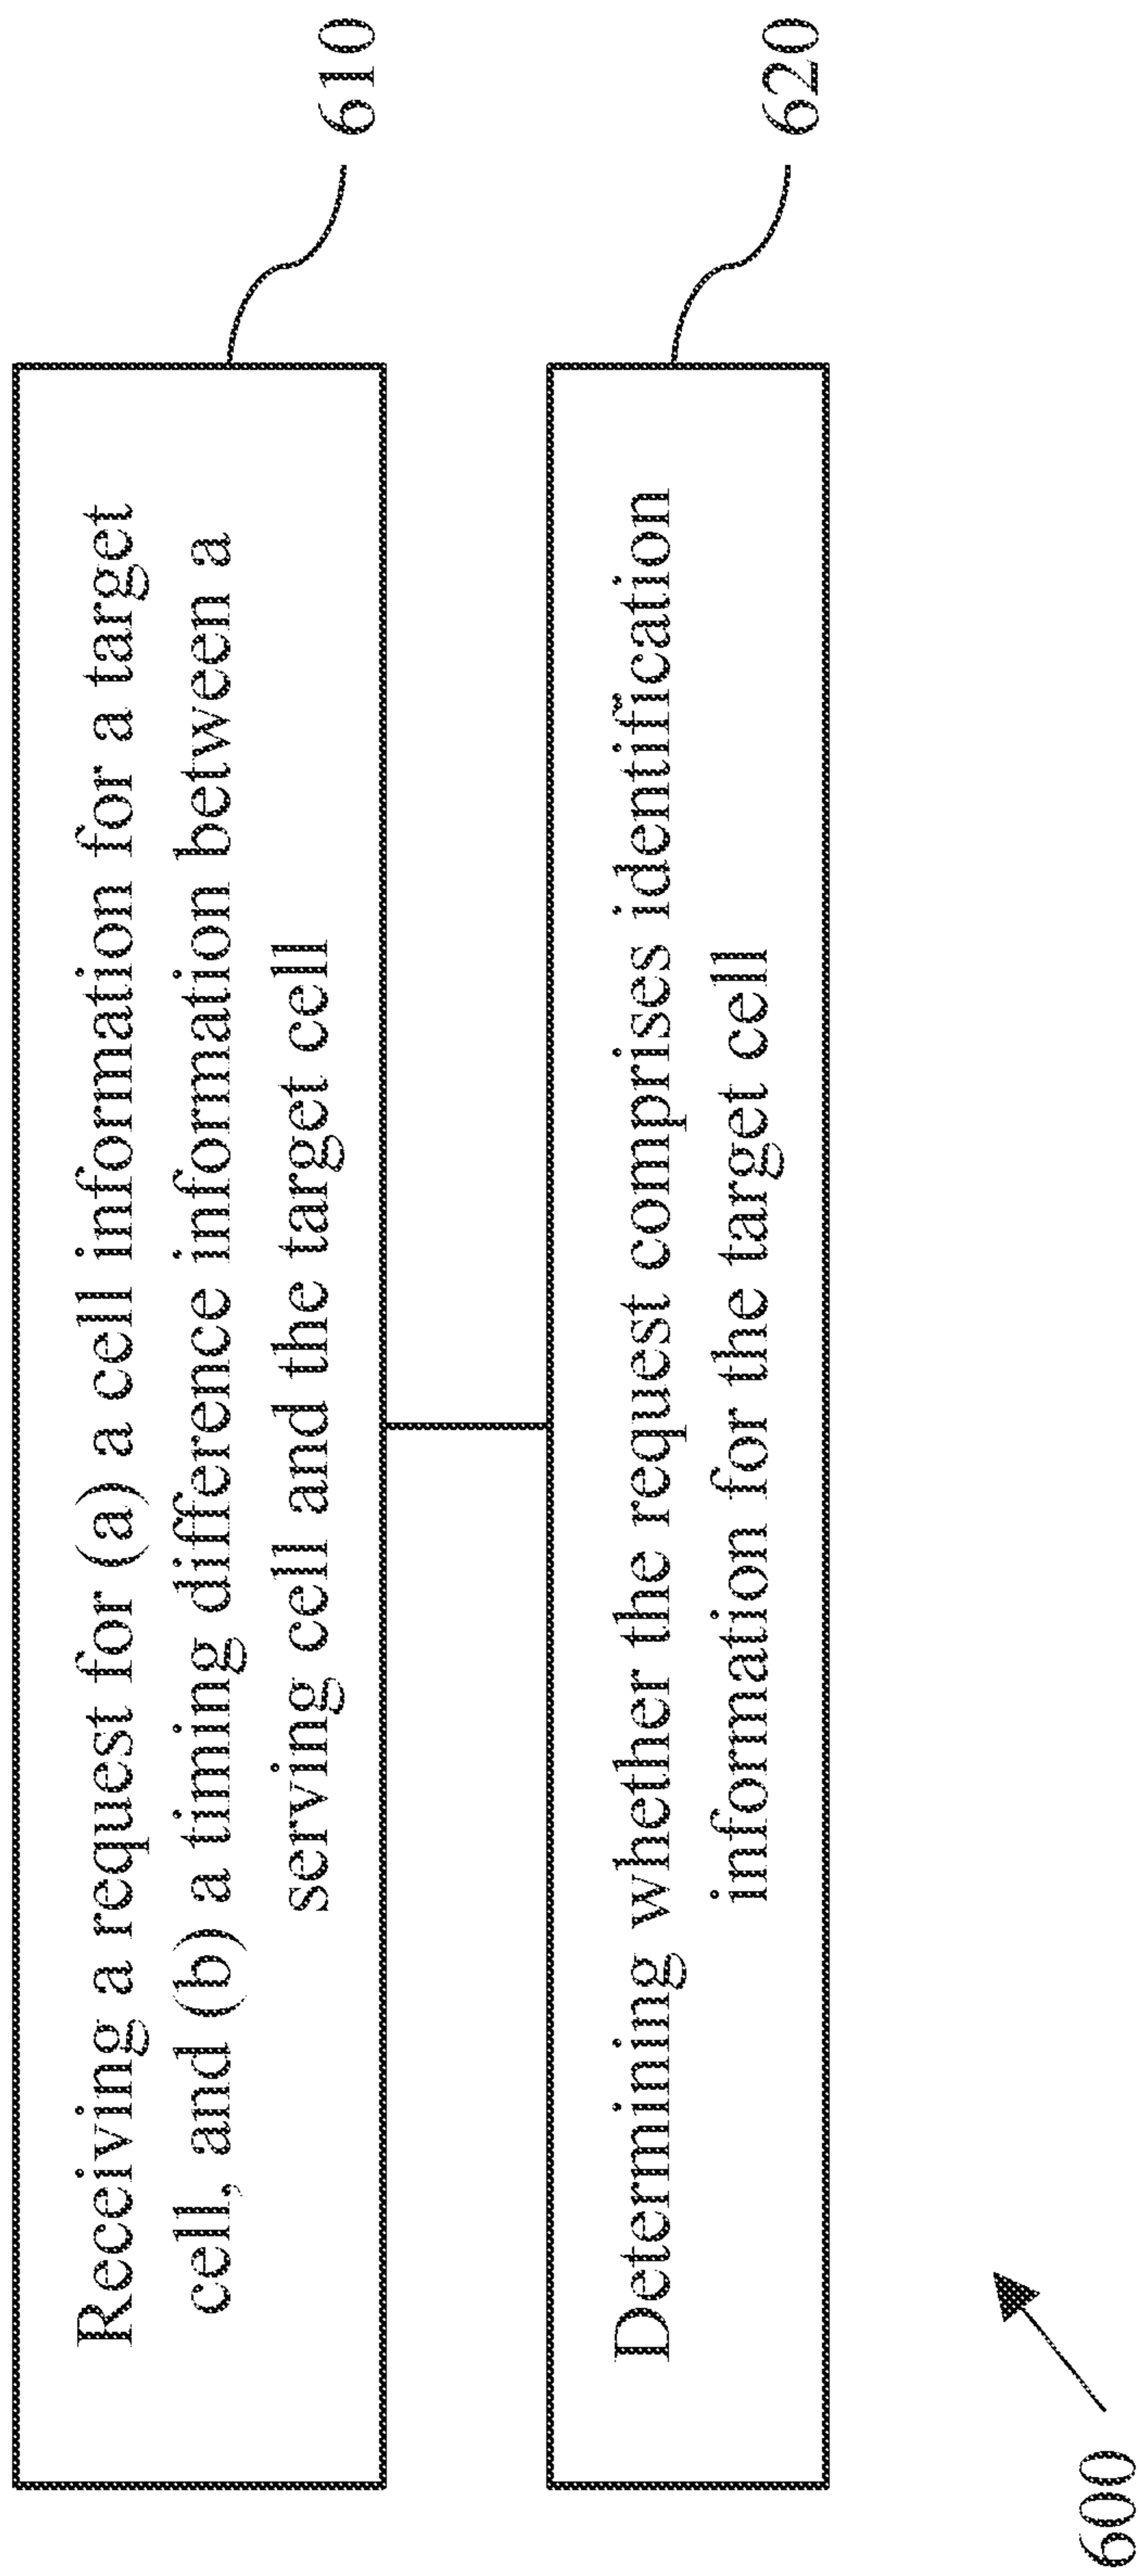 Receiving a request for (a) a cell information for a target
cell, and (b) a timing difference information between a
serving cell and the target cell
610
Determining whether the request comprises identification
information for the target cell
620
600